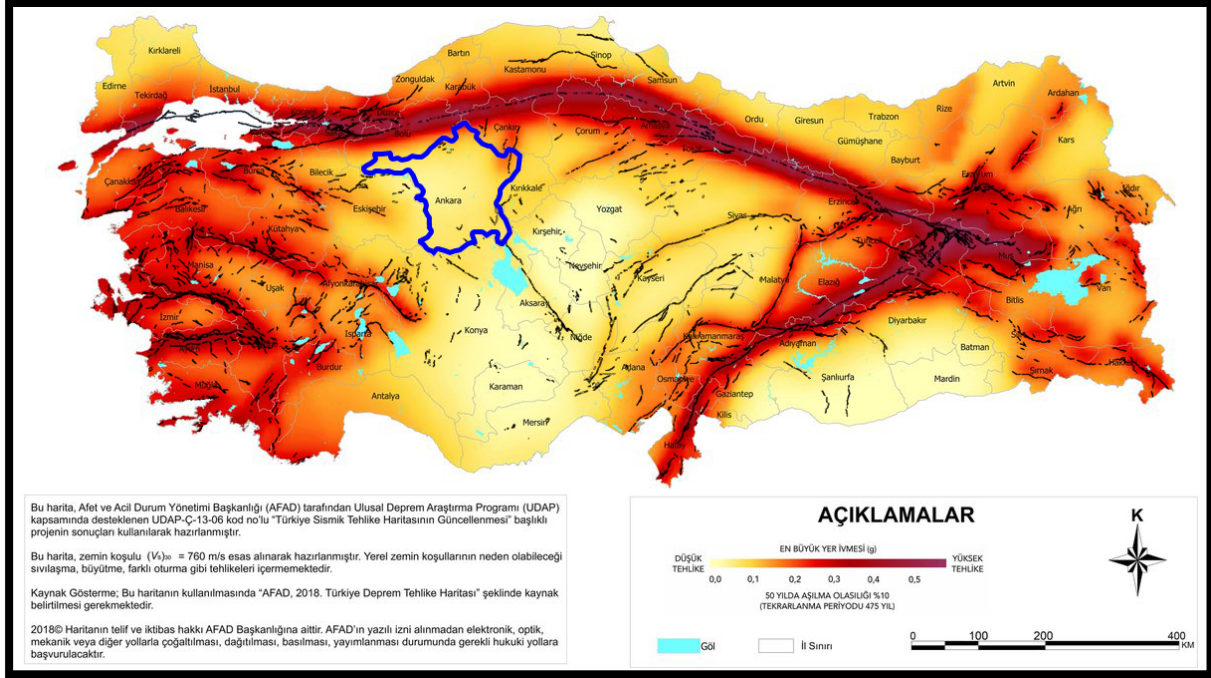 Kırklareli
Edirne
Tekirdağ
İstanbul
Bartın
Zonguldak
Karabük
Kastamonu
Sinop
Samsun
Düzce
Bolu
Çankırı
Çorum
Amasya
Tokat
Ordu
Giresun
Trabzon
Rize
Artvin
Ardahan
Kars
Gümüşhane
Bayburt
Erzurum
Erzincan
Iğdır
Ağrı
Çanakkale
Bursa
Bilecik
Balıkesir
Kütahya
Eskişehir
Ankara
Kırıkkale
Yozgat
Sivas
Tunceli
Kırşehir
Nevşehir
Kayseri
Malatya
Elazığ
Muş
Bitlis
Van
Manisa
Uşak
Afyonkarahisar
İzmir
Isparta
Konya
Aksaray
Niğde
Kahramanmaraş
Adıyaman
Diyarbakır
Batman
Şırnak
Burdur
Antalya
Karaman
Mersin
Adana
Osmaniye
Gaziantep
Kilis
Şanlıurfa
Mardin
Hatay
Bu harita, Afet ve Acil Durum Yönetimi Başkanlığı (AFAD) tarafından Ulusal Deprem Araştırma Programı (UDAP)
kapsamında desteklenen UDAP-Ç-13-06 kod no'lu "Türkiye Sismik Tehlike Haritasının Güncellenmesi" başlıklı
projenin sonuçları kullanılarak hazırlanmıştır.
Bu harita, zemin koşulu (Vs)30 = 760 m/s esas alınarak hazırlanmıştır. Yerel zemin koşullarının neden olabileceği
sıvılaşma, büyütme, farklı oturma gibi tehlikeleri içermemektedir.
Kaynak Gösterme; Bu haritanın kullanılmasında "AFAD, 2018. Türkiye Deprem Tehlike Haritası" şeklinde kaynak
belirtilmesi gerekmektedir.
2018© Haritanın telif ve iktibas hakkı AFAD Başkanlığına aittir. AFAD'ın yazılı izni alınmadan elektronik, optik,
mekanik veya diğer yollarla çoğaltılması, dağıtılması, basılması, yayımlanması durumunda gerekli hukuki yollara
başvurulacaktır.
AÇIKLAMALAR
K
EN BÜYÜK YER İVMESİ (g)
DÜŞÜK
TEHLİKE
YÜKSEK
TEHLİKE
0,0 0,1 0,2 0,3 0,4 0,5
50 YILDA AŞILMA OLASILIĞI %10
(TEKRARLANMA PERİYODU 475 YIL)
Göl
İl Sınırı
0 100 200 400
KM